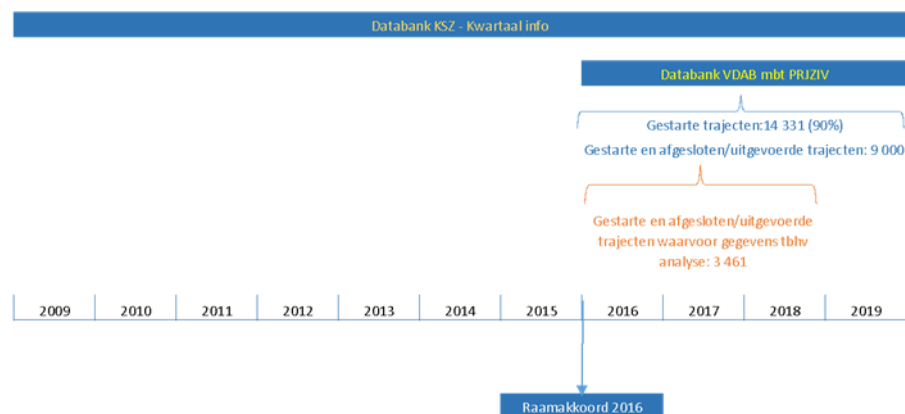 Databank KSZ - Kwartaal info
Databank VDAB mbt PRJZIV
Gestarte trajecten:14 331 (90%)
Gestarte en afgesloten/uitgevoerde trajecten: 9 000
Gestarte en afgesloten/uitgevoerde
trajecten waarvoor gegevens tbhv
analyse: 3 461
2009 2010 2011 2012 2013 2014 2015 2016 2017 2018 2019
Raamakkoord 2016